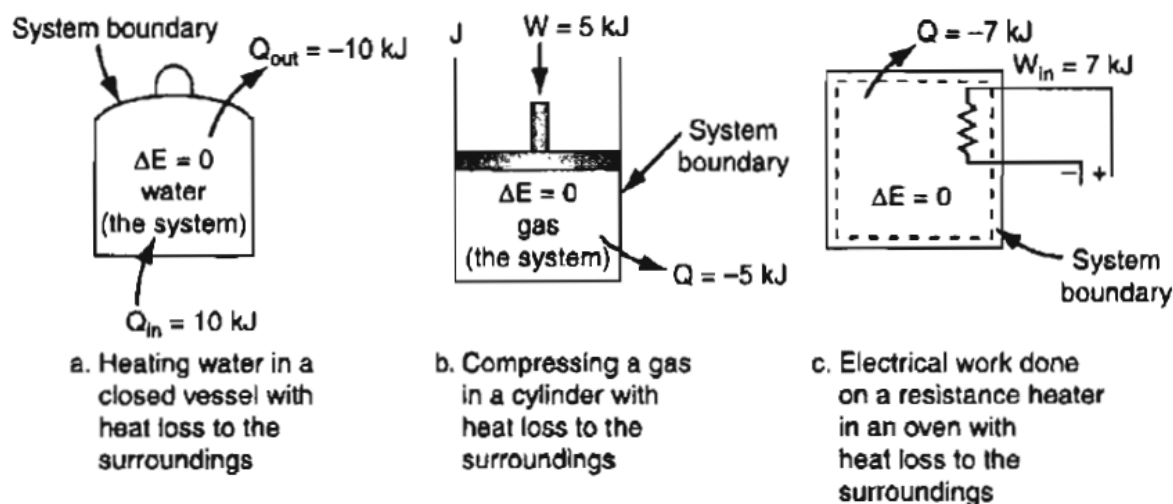 System boundary
Q_out = −10 kJ
ΔE = 0
water
(the system)
Q_in = 10 kJ
a. Heating water in a
closed vessel with
heat loss to the
surroundings
J
W = 5 kJ
System
boundary
ΔE = 0
gas
(the system)
Q = −5 kJ
b. Compressing a gas
in a cylinder with
heat loss to the
surroundings
Q = −7 kJ
W_in = 7 kJ
− +
ΔE = 0
System
boundary
c. Electrical work done
on a resistance heater
in an oven with
heat loss to the
surroundings